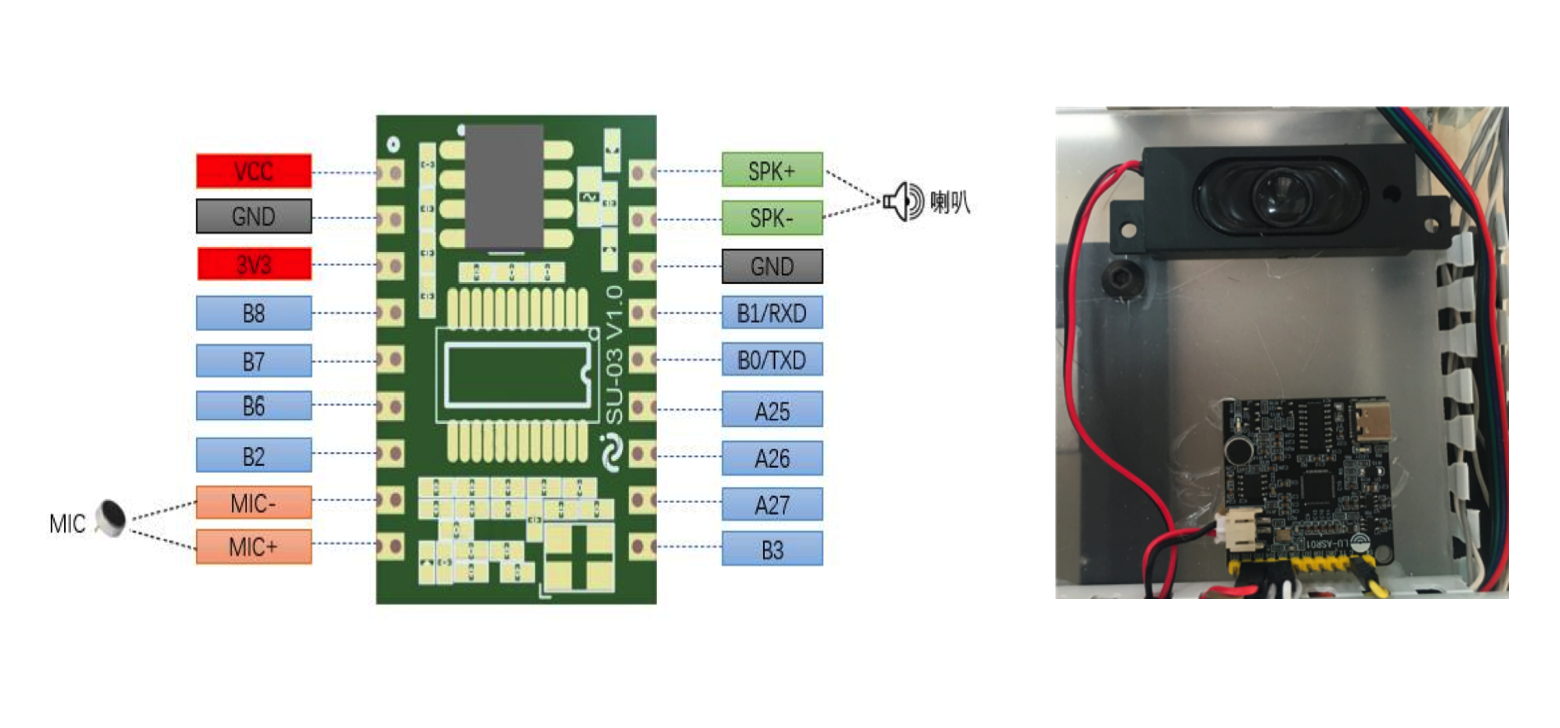 VCC
GND
3V3
B8
B7
B6
B2
MIC-
MIC+
MIC
SU-03 V1.0
SPK+
SPK-
GND
B1/RXD
B0/TXD
A25
A26
A27
B3
喇叭
LU-ASR01